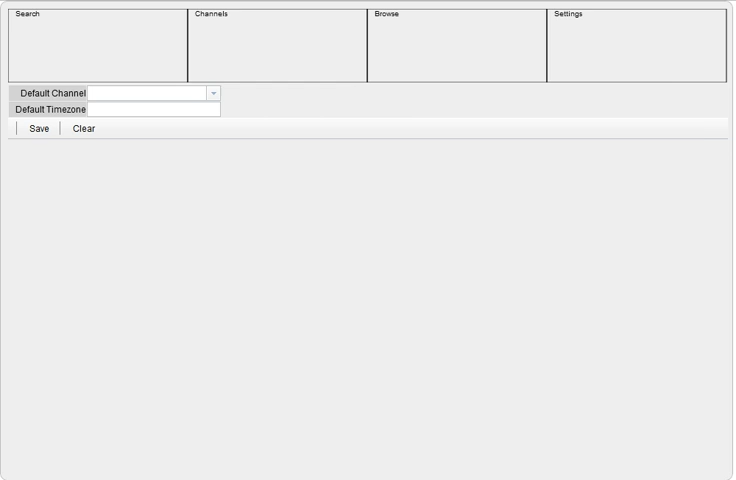 Search Channels Browse Settings
Default Channel
Default Timezone
Save Clear